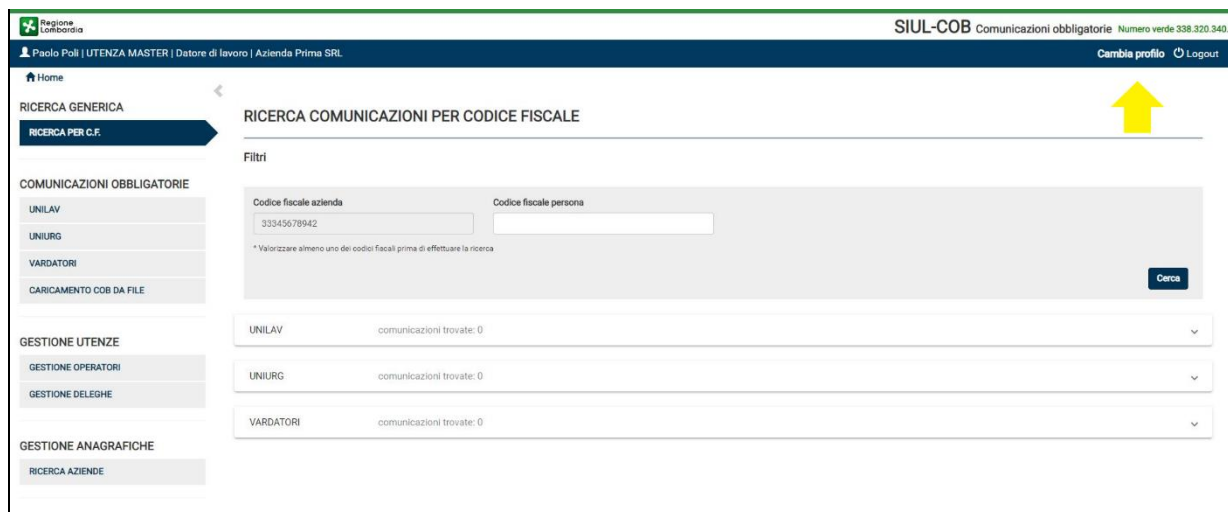 Regione
Lombardia
SIUL-COB Comunicazioni obbligatorie Numero verde 338.320.340.
Paolo Poli | UTENZA MASTER | Datore di lavoro | Azienda Prima SRL
Cambia profilo Logout
Home
RICERCA GENERICA
RICERCA PER C.F.
COMUNICAZIONI OBBLIGATORIE
UNILAV
UNIURG
VARDATORI
CARICAMENTO COB DA FILE
GESTIONE UTENZE
GESTIONE OPERATORI
GESTIONE DELEGHE
GESTIONE ANAGRAFICHE
RICERCA AZIENDE
RICERCA COMUNICAZIONI PER CODICE FISCALE
Filtri
Codice fiscale azienda Codice fiscale persona
33345678942
* Valorizzare almeno uno dei codici fiscali prima di effettuare la ricerca
Cerca
UNILAV comunicazioni trovate: 0
UNIURG comunicazioni trovate: 0
VARDATORI comunicazioni trovate: 0